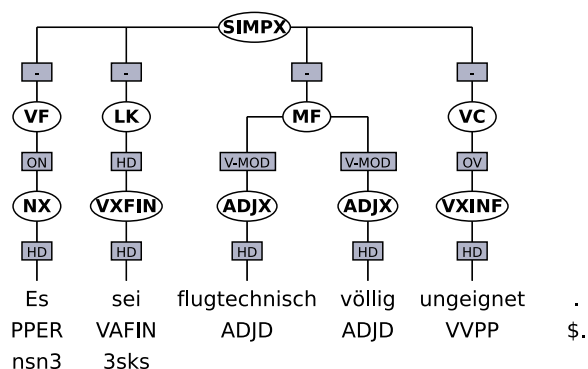 SIMPX
- - - -
VF LK MF VC
ON HD V-MOD V-MOD OV
NX VXFIN ADJX ADJX VXINF
HD HD HD HD HD
Es sei flugtechnisch völlig ungeignet .
PPER VAFIN ADJD ADJD VVPP $.
nsn3 3sks